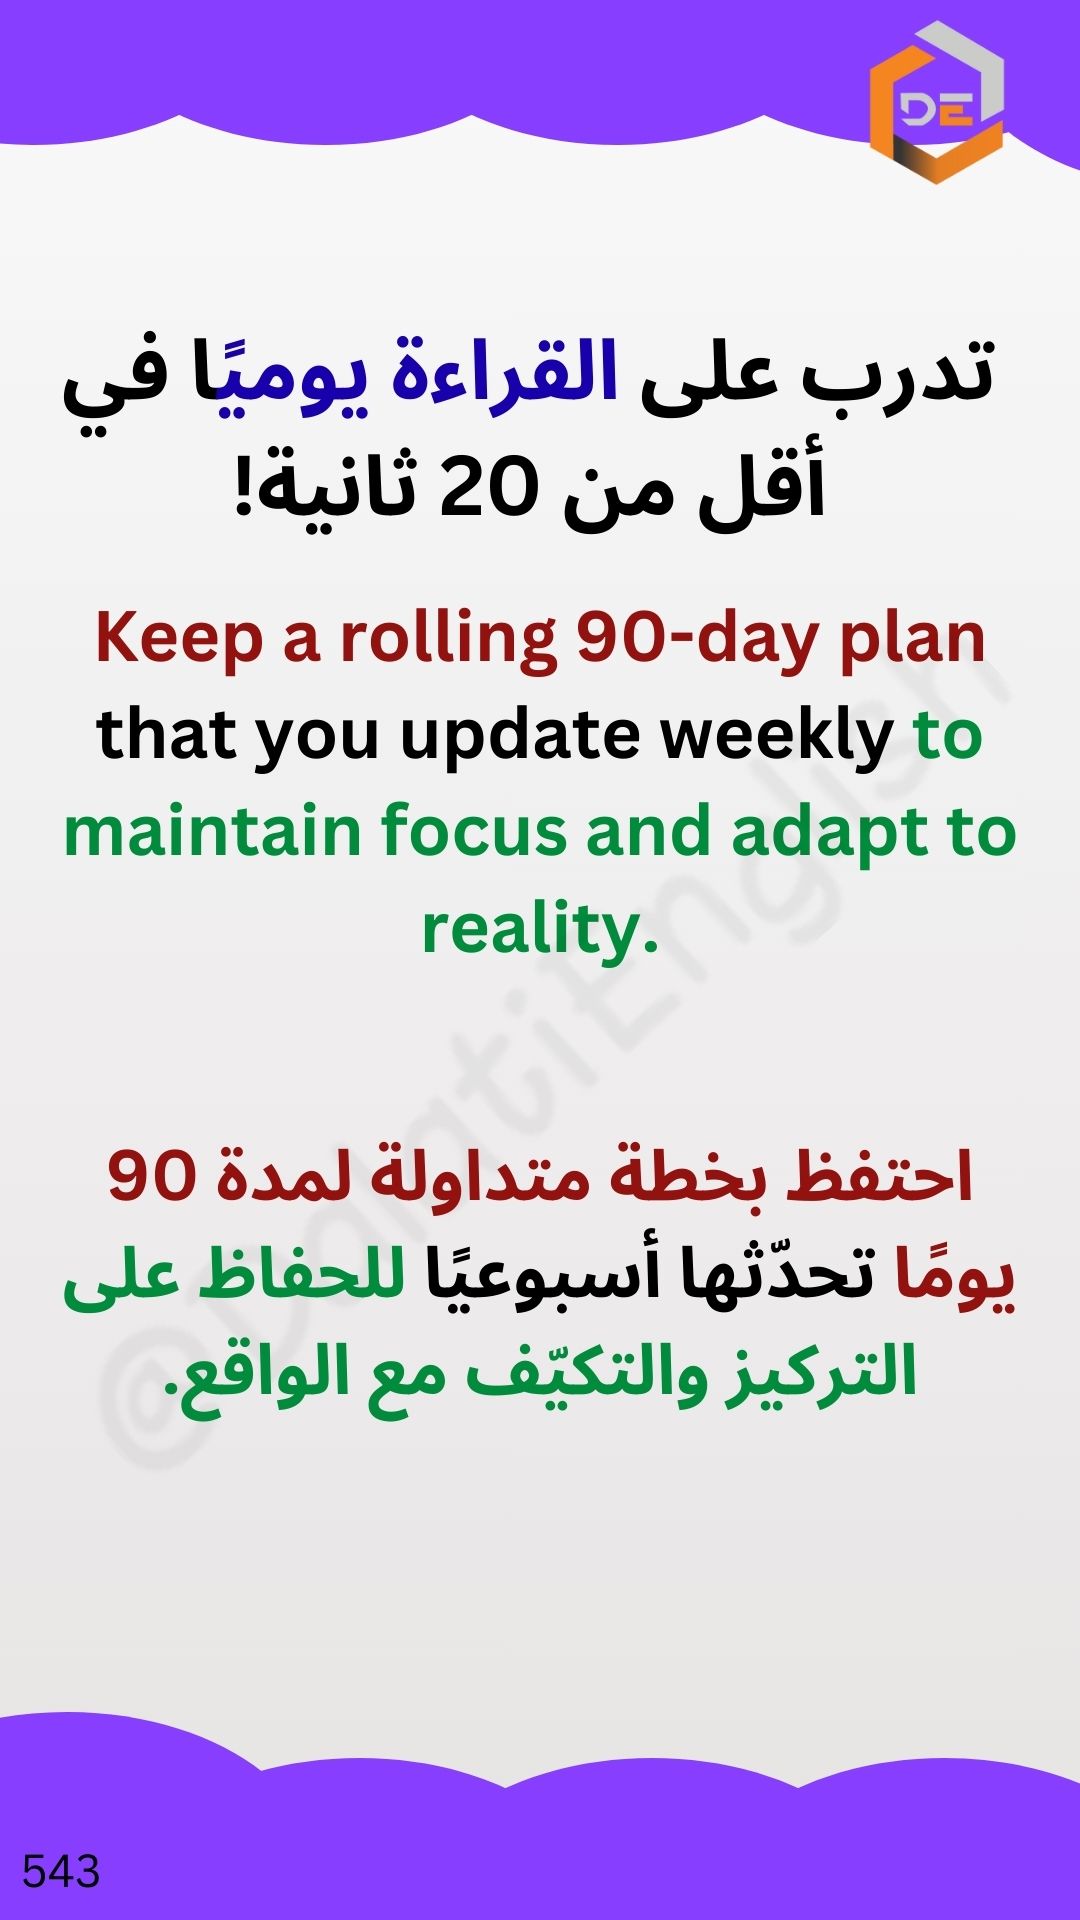 DE
تدرب على القراءة يوميًا في
أقل من 20 ثانية!
Keep a rolling 90-day plan
that you update weekly to
maintain focus and adapt to
reality.
احتفظ بخطة متداولة لمدة 90
يومًا تحدّثها أسبوعيًا للحفاظ على
التركيز والتكيّف مع الواقع.
@DalatiEnglish
543